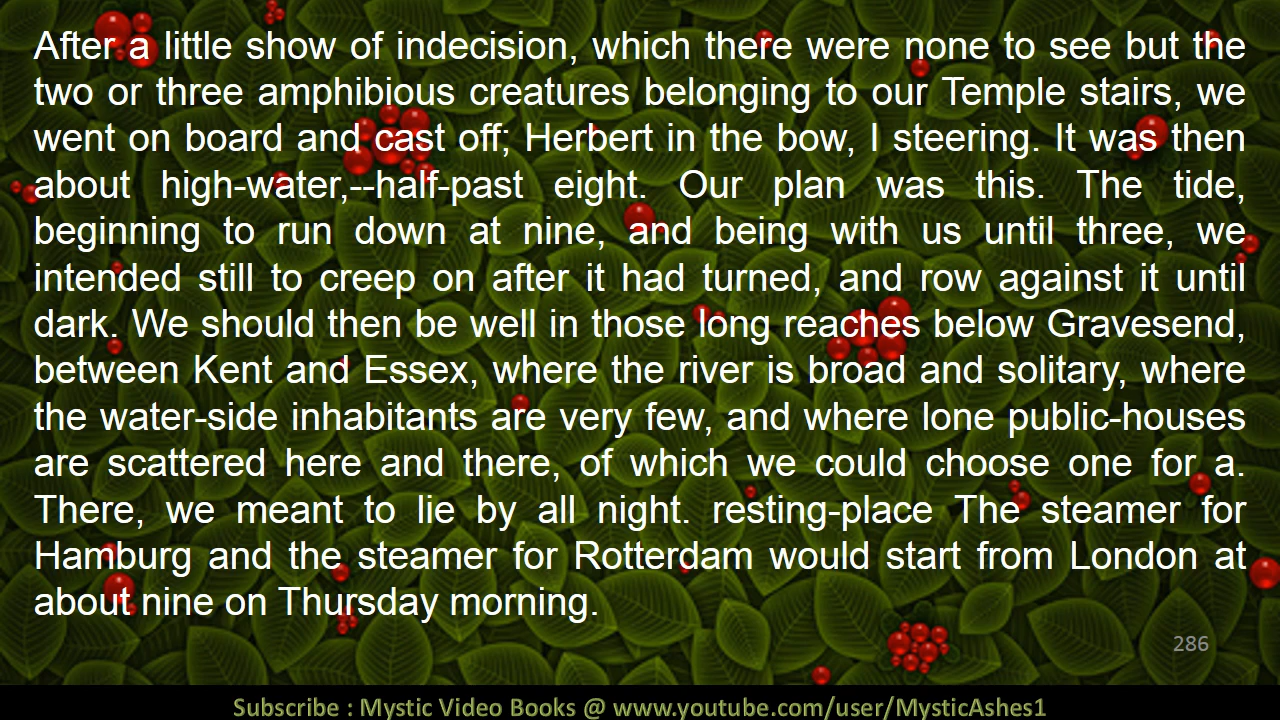 After a little show of indecision, which there were none to see but the
two or three amphibious creatures belonging to our Temple stairs, we
went on board and cast off; Herbert in the bow, I steering. It was then
about high-water,--half-past eight. Our plan was this. The tide,
beginning to run down at nine, and being with us until three, we
intended still to creep on after it had turned, and row against it until
dark. We should then be well in those long reaches below Gravesend,
between Kent and Essex, where the river is broad and solitary, where
the water-side inhabitants are very few, and where lone public-houses
are scattered here and there, of which we could choose one for a.
There, we meant to lie by all night. resting-place The steamer for
Hamburg and the steamer for Rotterdam would start from London at
about nine on Thursday morning.
286
Subscribe : Mystic Video Books @ www.youtube.com/user/MysticAshes1